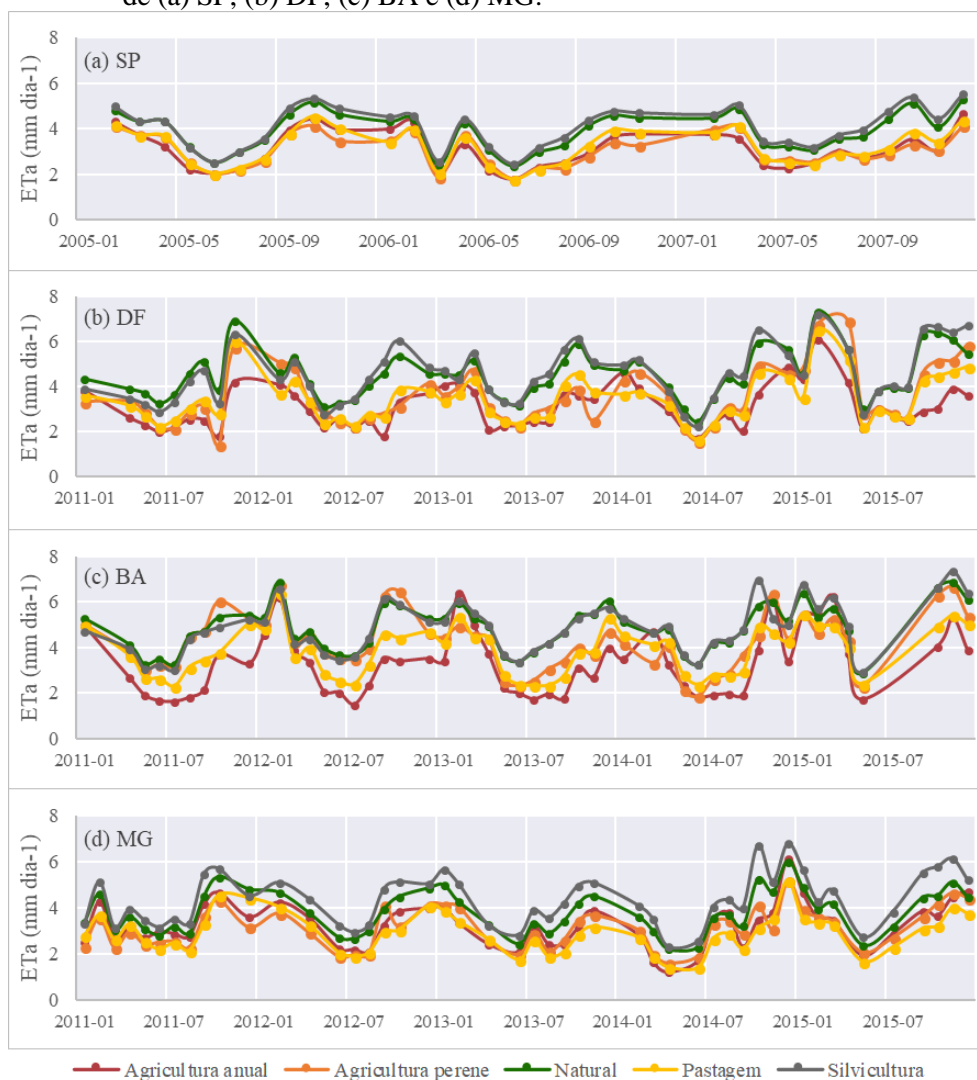 de (a) SP, (b) DF, (c) BA e (d) MG.
(a) SP
ETa (mm dia-1)
8
6
4
2
0
2005-01 2005-05 2005-09 2006-01 2006-05 2006-09 2007-01 2007-05 2007-09
(b) DF
ETa (mm dia-1)
8
6
4
2
0
2011-01 2011-07 2012-01 2012-07 2013-01 2013-07 2014-01 2014-07 2015-01 2015-07
(c) BA
ETa (mm dia-1)
8
6
4
2
0
2011-01 2011-07 2012-01 2012-07 2013-01 2013-07 2014-01 2014-07 2015-01 2015-07
(d) MG
ETa (mm dia-1)
8
6
4
2
0
2011-01 2011-07 2012-01 2012-07 2013-01 2013-07 2014-01 2014-07 2015-01 2015-07
Agricultura anual Agricultura perene Natural Pastagem Silvicultura